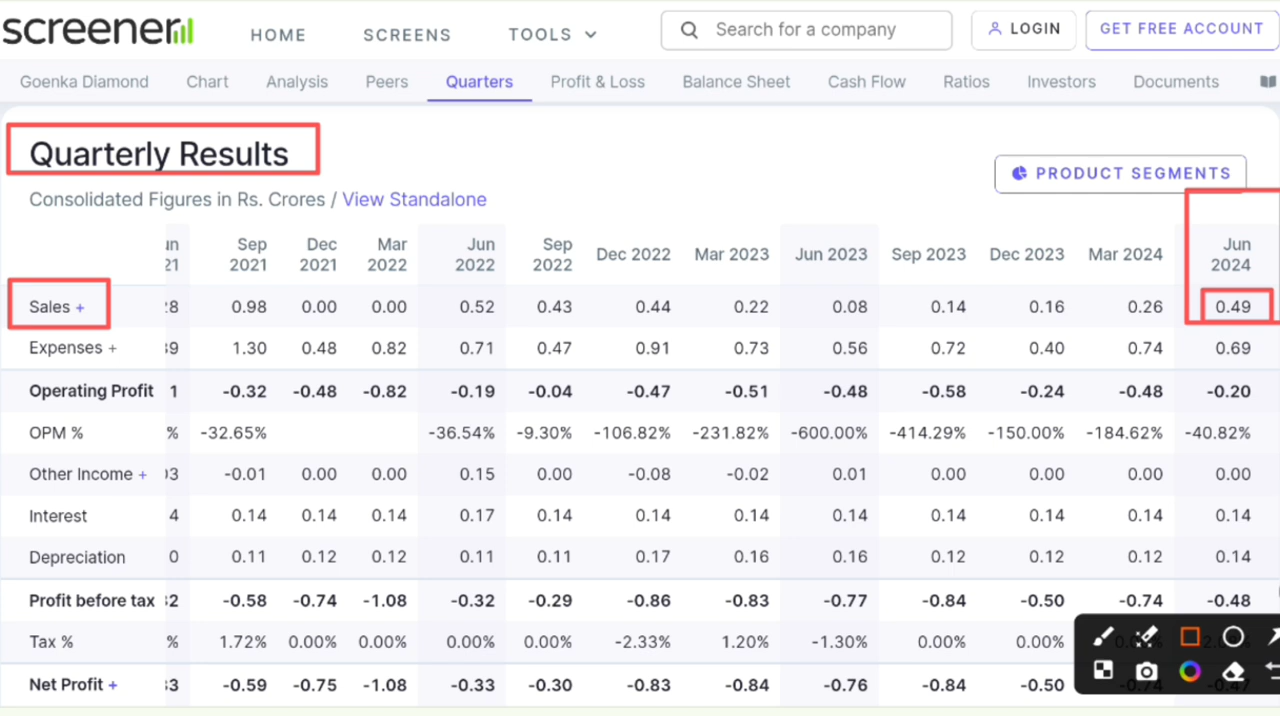 screener
HOME SCREENS TOOLS Search for a company LOGIN GET FREE ACCOUNT
Goenka Diamond Chart Analysis Peers Quarters Profit & Loss Balance Sheet Cash Flow Ratios Investors Documents
Quarterly Results
PRODUCT SEGMENTS
Consolidated Figures in Rs. Crores / View Standalone
Sep 2021 Dec 2021 Mar 2022 Jun 2022 Sep 2022 Dec 2022 Mar 2023 Jun 2023 Sep 2023 Dec 2023 Mar 2024 Jun 2024
Sales + 0.98 0.00 0.00 0.52 0.43 0.44 0.22 0.08 0.14 0.16 0.26 0.49
Expenses + 1.30 0.48 0.82 0.71 0.47 0.91 0.73 0.56 0.72 0.40 0.74 0.69
Operating Profit 1 -0.32 -0.48 -0.82 -0.19 -0.04 -0.47 -0.51 -0.48 -0.58 -0.24 -0.48 -0.20
OPM % % -32.65% -36.54% -9.30% -106.82% -231.82% -600.00% -414.29% -150.00% -184.62% -40.82%
Other Income + -0.01 0.00 0.00 0.15 0.00 -0.08 -0.02 0.01 0.00 0.00 0.00 0.00
Interest 4 0.14 0.14 0.14 0.17 0.14 0.14 0.14 0.14 0.14 0.14 0.14 0.14
Depreciation 0 0.11 0.12 0.12 0.11 0.11 0.17 0.16 0.16 0.12 0.12 0.12 0.14
Profit before tax -0.58 -0.74 -1.08 -0.32 -0.29 -0.86 -0.83 -0.77 -0.84 -0.50 -0.74 -0.48
Tax % % 1.72% 0.00% 0.00% 0.00% 0.00% -2.33% 1.20% -1.30% 0.00% 0.00%
Net Profit + -0.59 -0.75 -1.08 -0.33 -0.30 -0.83 -0.84 -0.76 -0.84 -0.50 -0.74 -0.47